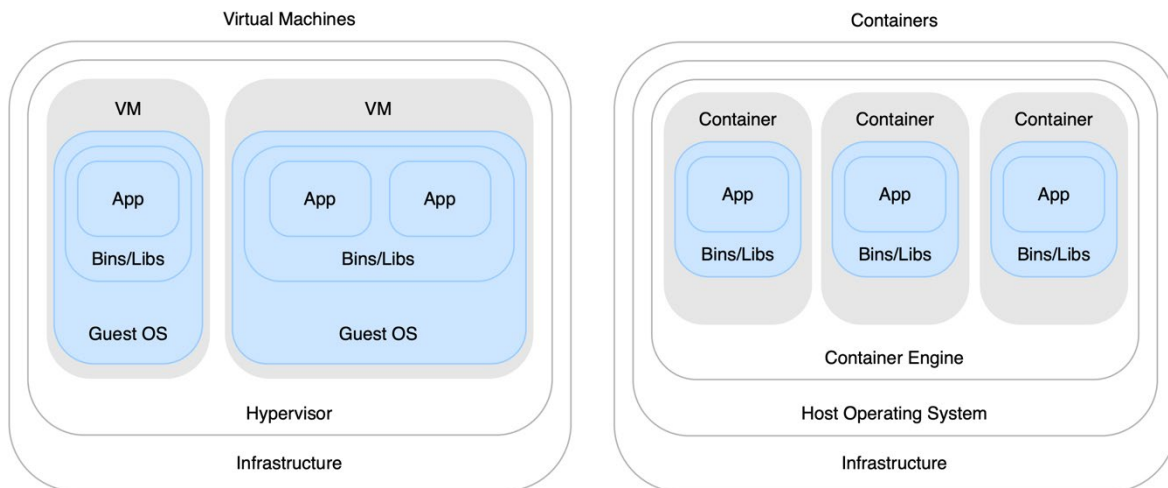 Virtual Machines
VM
App
Bins/Libs
Guest OS
VM
App
App
Bins/Libs
Guest OS
Hypervisor
Infrastructure
Containers
Container
App
Bins/Libs
Container
App
Bins/Libs
Container
App
Bins/Libs
Container Engine
Host Operating System
Infrastructure